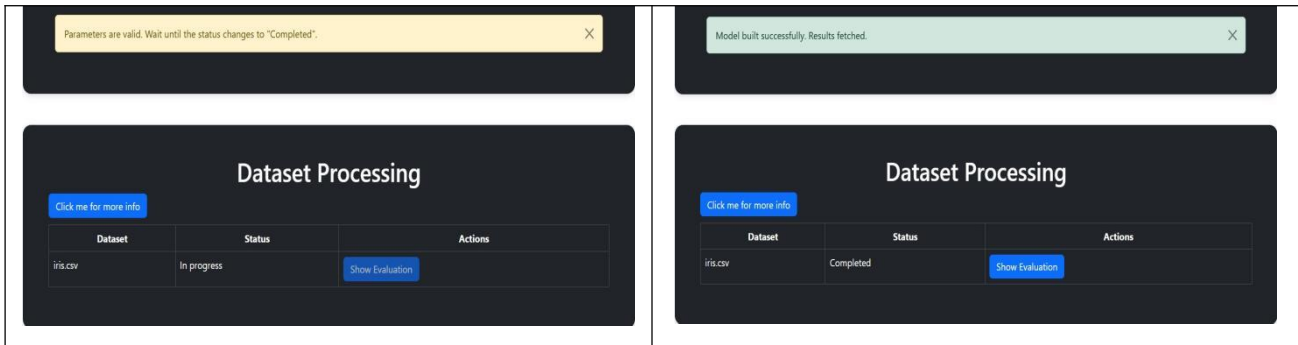 Parameters are valid. Wait until the status changes to "Completed".
Dataset Processing
Click me for more info
Dataset Status Actions
iris.csv In progress Show Evaluation
Model built successfully. Results fetched.
Dataset Processing
Click me for more info
Dataset Status Actions
iris.csv Completed Show Evaluation